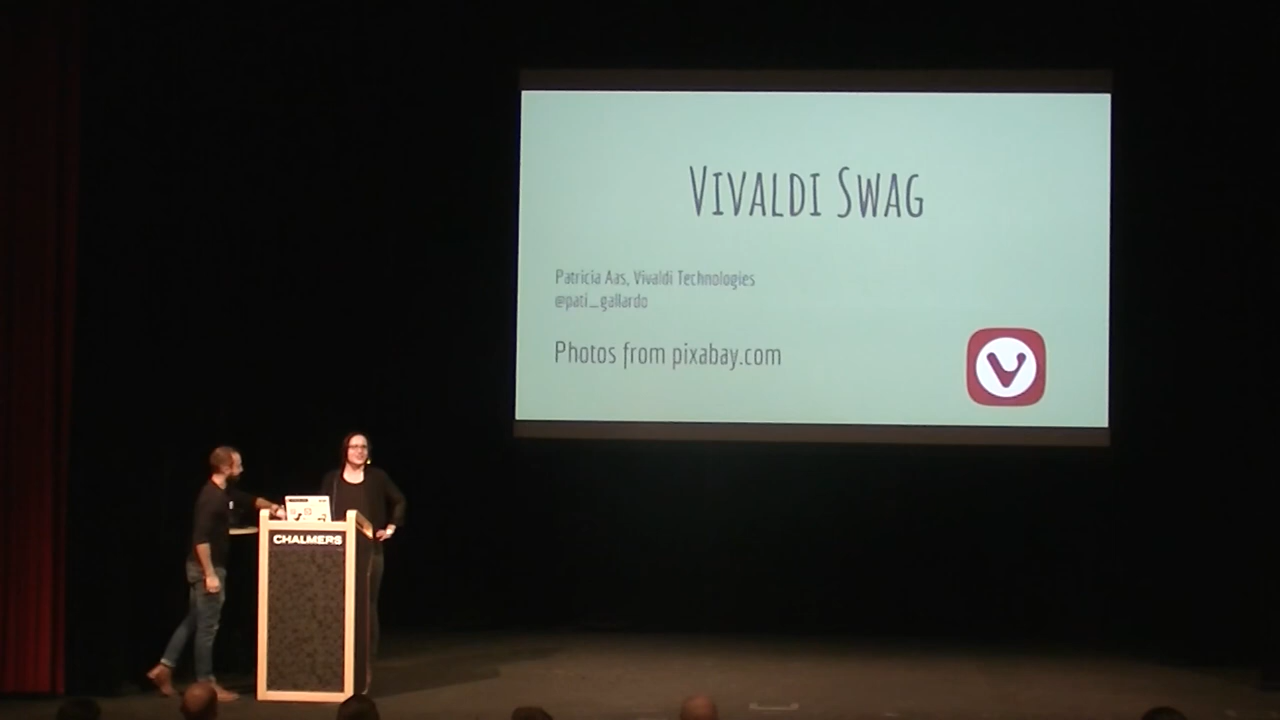 VIVALDI SWAG
Patricia Aas, Vivaldi Technologies
@pati_gallardo
Photos from pixabay.com
CHALMERS